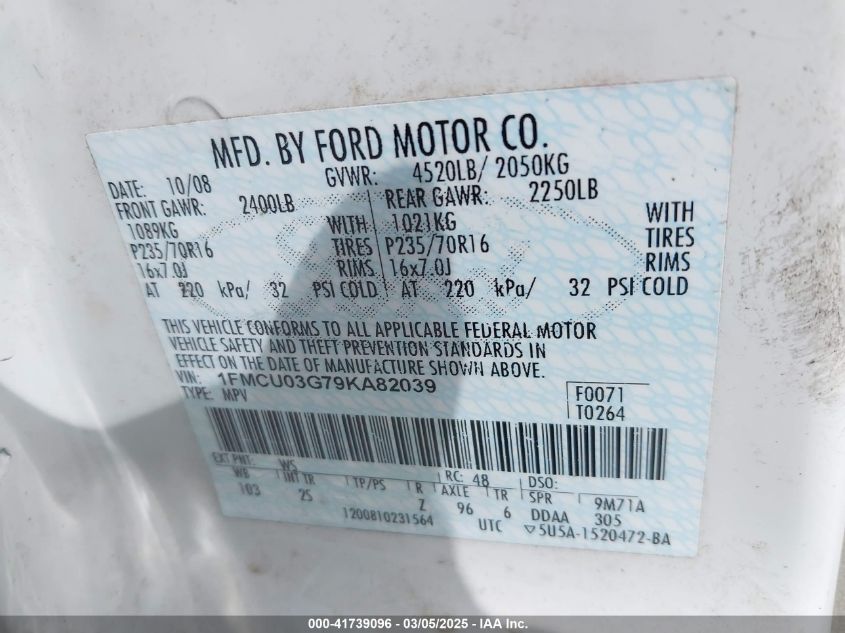 MFD. BY FORD MOTOR CO.
DATE: 10/08 GVWR: 4520LB/ 2050KG
FRONT GAWR: 2400LB REAR GAWR: 2250LB
1089KG WITH 1021KG WITH
P235/70R16 TIRES P235/70R16 TIRES
16x7.0J RIMS 16x7.0J RIMS
AT 220 kPa/ 32 PSI COLD AT 220 kPa/ 32 PSI COLD
THIS VEHICLE CONFORMS TO ALL APPLICABLE FEDERAL MOTOR
VEHICLE SAFETY AND THEFT PREVENTION STANDARDS IN
EFFECT ON THE DATE OF MANUFACTURE SHOWN ABOVE.
VIN: 1FMCU03G79KA82039 F0071
TYPE: MPV T0264
EXT PNT: WS RC: 48 DSO:
WB INT TR TP/PS R AXLE TR SPR 9M71A
103 2S Z 96 6 DDAA 305
1200810231564 UTC ▽5U5A-1520472-BA
000-41739096 - 03/05/2025 - IAA Inc.